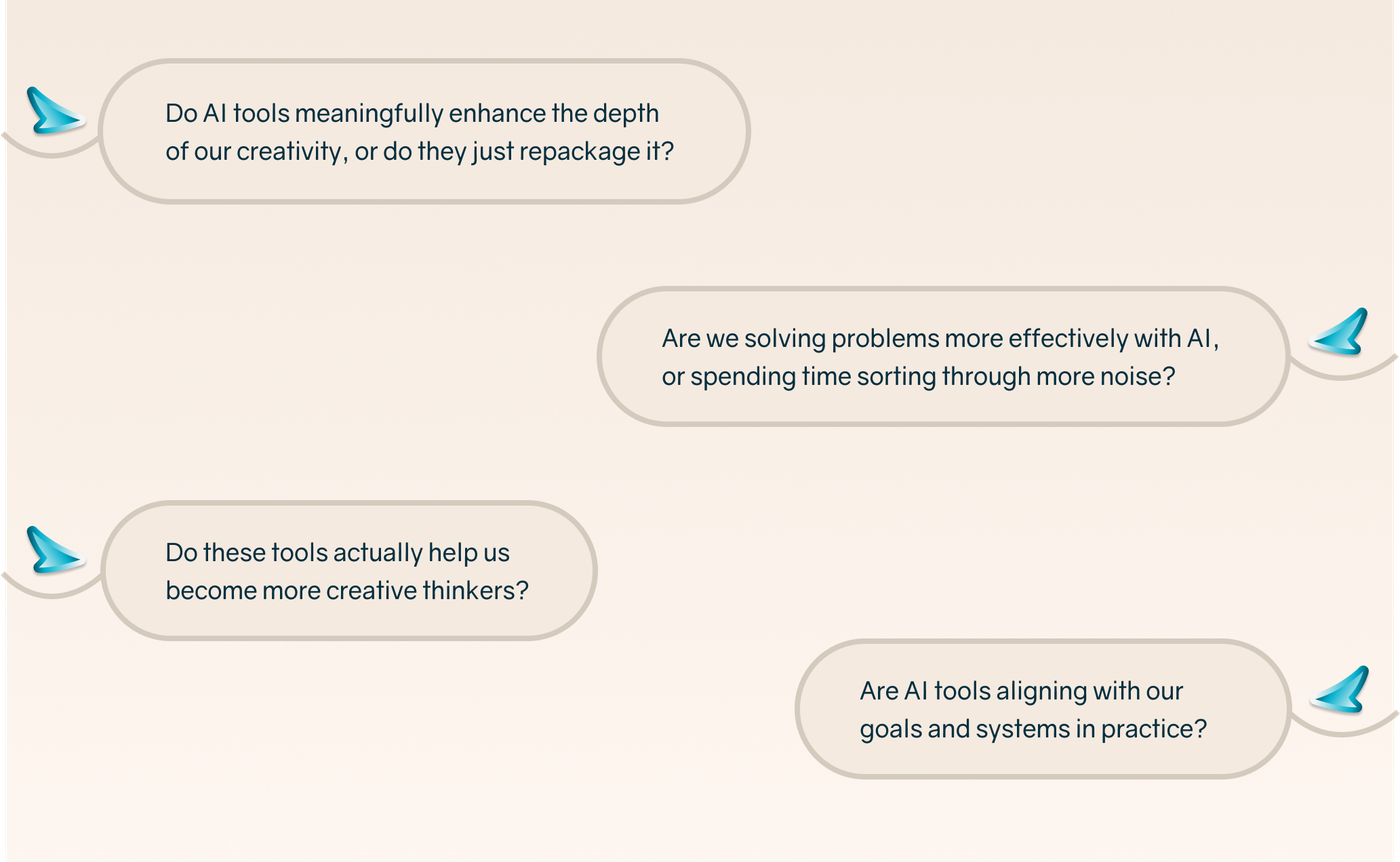 Do AI tools meaningfully enhance the depth
of our creativity, or do they just repackage it?
Are we solving problems more effectively with AI,
or spending time sorting through more noise?
Do these tools actually help us
become more creative thinkers?
Are AI tools aligning with our
goals and systems in practice?